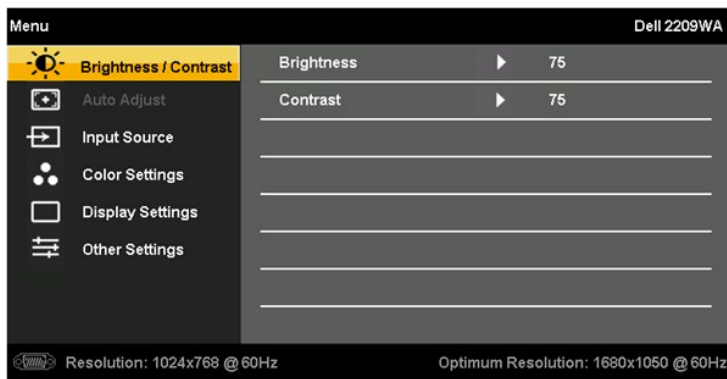 Menu Dell 2209WA
Brightness / Contrast Brightness 75
Auto Adjust Contrast 75
Input Source
Color Settings
Display Settings
Other Settings
Resolution: 1024x768 @60Hz Optimum Resolution: 1680x1050 @60Hz